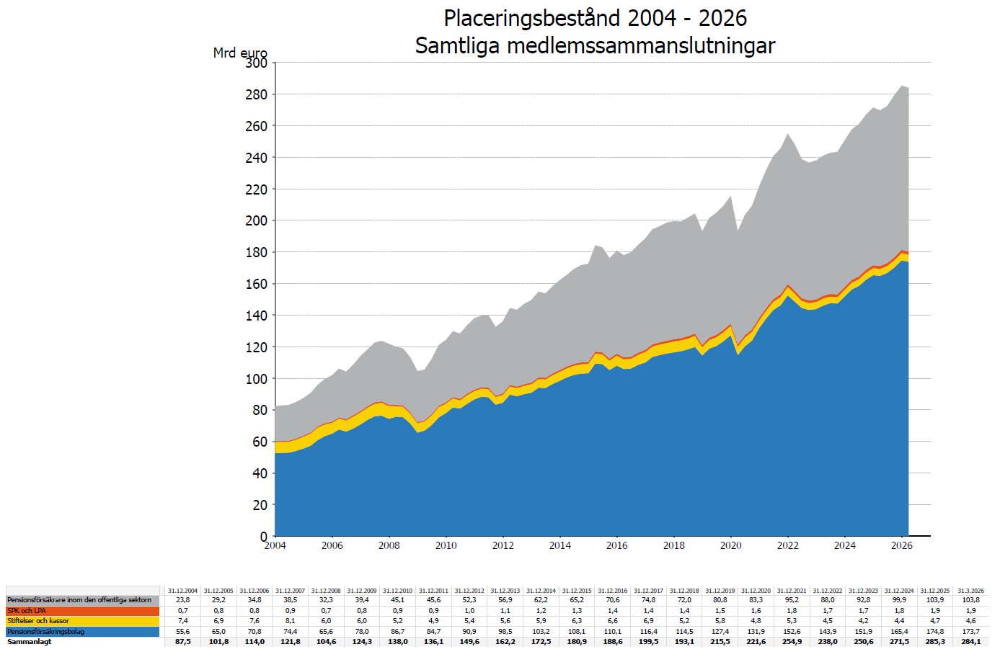 Placeringsbestånd 2004 - 2026
Samtliga medlemssammanslutningar
Mrd euro
300
280
260
240
220
200
180
160
140
120
100
80
60
40
20
0
2004 2006 2008 2010 2012 2014 2016 2018 2020 2022 2024 2026
31.12.2004 31.12.2005 31.12.2006 31.12.2007 31.12.2008 31.12.2009 31.12.2010 31.12.2011 31.12.2012 31.12.2013 31.12.2014 31.12.2015 31.12.2016 31.12.2017 31.12.2018 31.12.2019 31.12.2020 31.12.2021 31.12.2022 31.12.2023 31.12.2024 31.12.2025 31.3.2026
Pensionsförsäkrare inom den offentliga sektorn 23,8 29,2 34,8 38,5 32,3 39,4 45,1 45,6 52,3 56,9 62,2 65,2 70,6 74,8 72,0 80,8 83,3 95,2 88,0 92,8 99,9 103,9 103,8
SPK och LPA 0,7 0,8 0,8 0,9 0,7 0,8 0,9 0,9 1,0 1,1 1,2 1,3 1,4 1,4 1,4 1,5 1,6 1,8 1,7 1,7 1,8 1,9 1,9
Stiftelser och kassor 7,4 6,9 7,6 8,1 6,0 6,0 5,2 4,9 5,4 5,6 5,9 6,3 6,6 6,9 5,2 5,8 4,8 5,3 4,5 4,2 4,4 4,7 4,6
Pensionsförsäkringsbolag 55,6 65,0 70,8 74,4 65,6 78,0 86,7 84,7 90,9 98,5 103,2 108,1 110,1 116,4 114,5 127,4 131,9 152,6 143,9 151,9 165,4 174,8 173,7
Sammanlagt 87,5 101,8 114,0 121,8 104,6 124,3 138,0 136,1 149,6 162,2 172,5 180,9 188,6 199,5 193,1 215,5 221,6 254,9 238,0 250,6 271,5 285,3 284,1